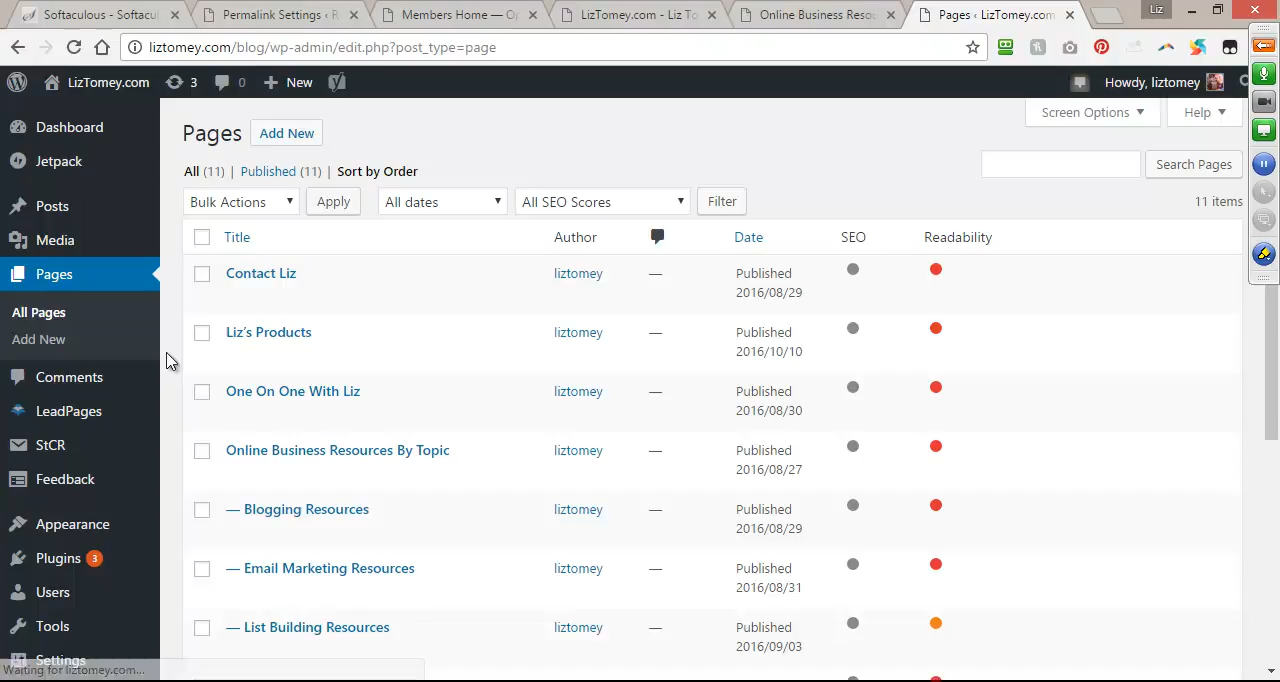 Softaculous - Softacul
Permalink Settings ‹ R
Members Home — Op
LizTomey.com - Liz To
Online Business Reso
Pages ‹ LizTomey.com
Liz
liztomey.com/blog/wp-admin/edit.php?post_type=page
LizTomey.com 3 0 New Howdy, liztomey
Dashboard
Jetpack
Posts
Media
Pages
All Pages
Add New
Comments
LeadPages
StCR
Feedback
Appearance
Plugins 3
Users
Tools
Settings
Waiting for liztomey.com...
Screen Options Help
Pages Add New
All (11) | Published (11) | Sort by Order
Search Pages
Bulk Actions Apply All dates All SEO Scores Filter 11 items
Title Author Date SEO Readability
Contact Liz liztomey — Published
2016/08/29
Liz's Products liztomey — Published
2016/10/10
One On One With Liz liztomey — Published
2016/08/30
Online Business Resources By Topic liztomey — Published
2016/08/27
— Blogging Resources liztomey — Published
2016/08/29
— Email Marketing Resources liztomey — Published
2016/08/31
— List Building Resources liztomey — Published
2016/09/03